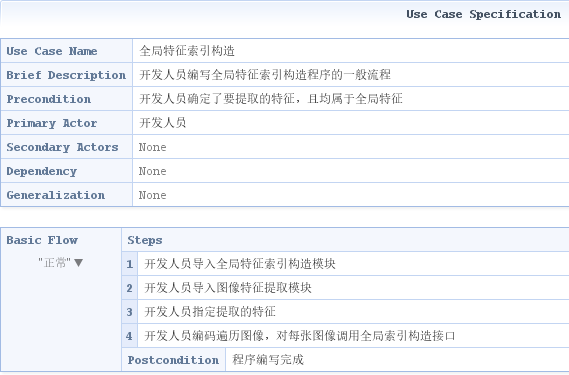 Use Case Specification
Use Case Name 全局特征索引构造
Brief Description 开发人员编写全局特征索引构造程序的一般流程
Precondition 开发人员确定了要提取的特征，且均属于全局特征
Primary Actor 开发人员
Secondary Actors None
Dependency None
Generalization None
Basic Flow Steps
"正常"▼
1 开发人员导入全局特征索引构造模块
2 开发人员导入图像特征提取模块
3 开发人员指定提取的特征
4 开发人员编码遍历图像，对每张图像调用全局索引构造接口
Postcondition 程序编写完成